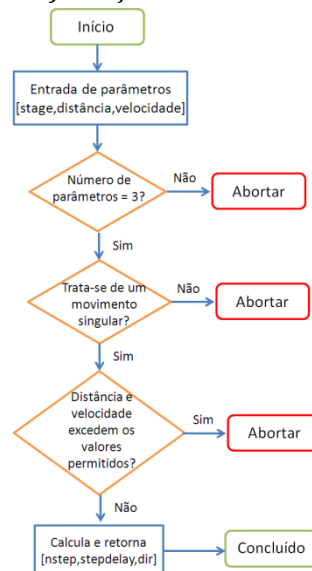 Início
Entrada de parâmetros
[stage,distância,velocidade]
Número de
parâmetros = 3?
Não
Abortar
Sim
Trata-se de um
movimento
singular?
Não
Abortar
Sim
Distância e
velocidade
excedem os
valores
permitidos?
Sim
Abortar
Não
Calcula e retorna
[nstep,stepdelay,dir]
Concluído